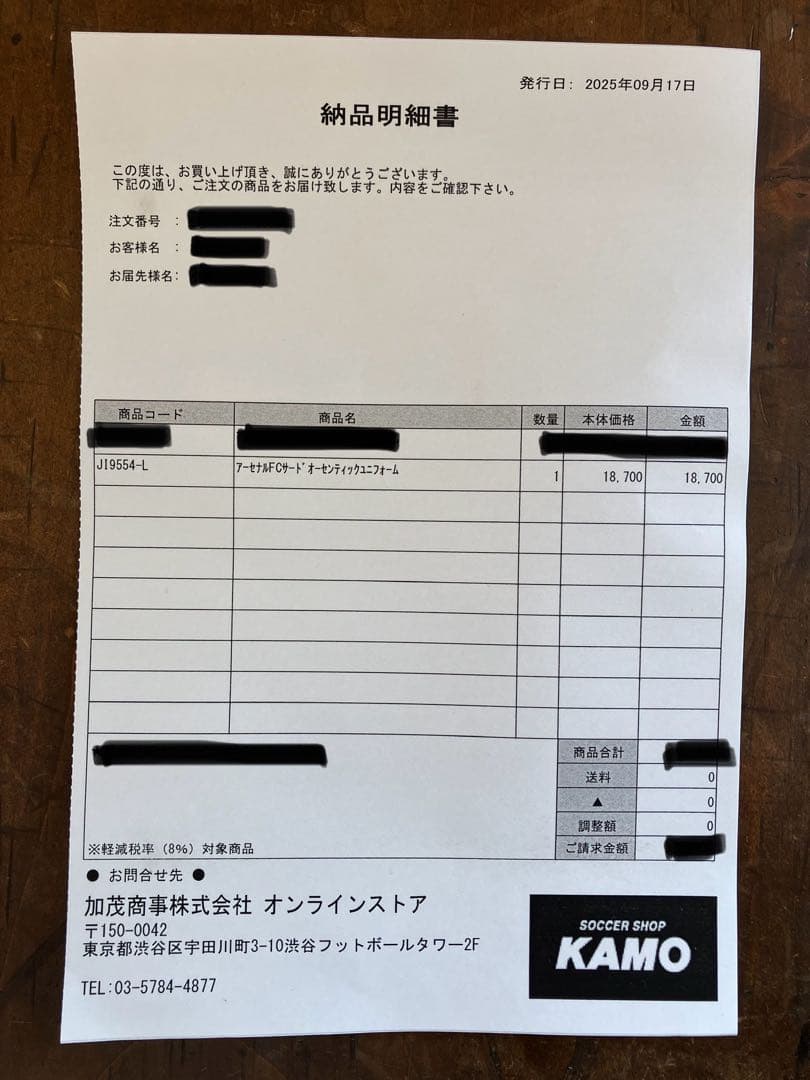 発行日: 2025年09月17日
納品明細書
この度は、お買い上げ頂き、誠にありがとうございます。
下記の通り、ご注文の商品をお届け致します。内容をご確認下さい。
注文番号 :
お客様名 :
お届先様名:
商品コード 商品名 数量 本体価格 金額
JI9554-L ｱｰｾﾅﾙFCｻｰﾄﾞｵｰｾﾝﾃｨｯｸﾕﾆﾌｫｰﾑ 1 18,700 18,700
商品合計
送料 0
▲ 0
調整額 0
※軽減税率（8%）対象商品 ご請求金額
● お問合せ先 ●
加茂商事株式会社 オンラインストア
〒150-0042
東京都渋谷区宇田川町3-10渋谷フットボールタワー2F
TEL:03-5784-4877
SOCCER SHOP
KAMO